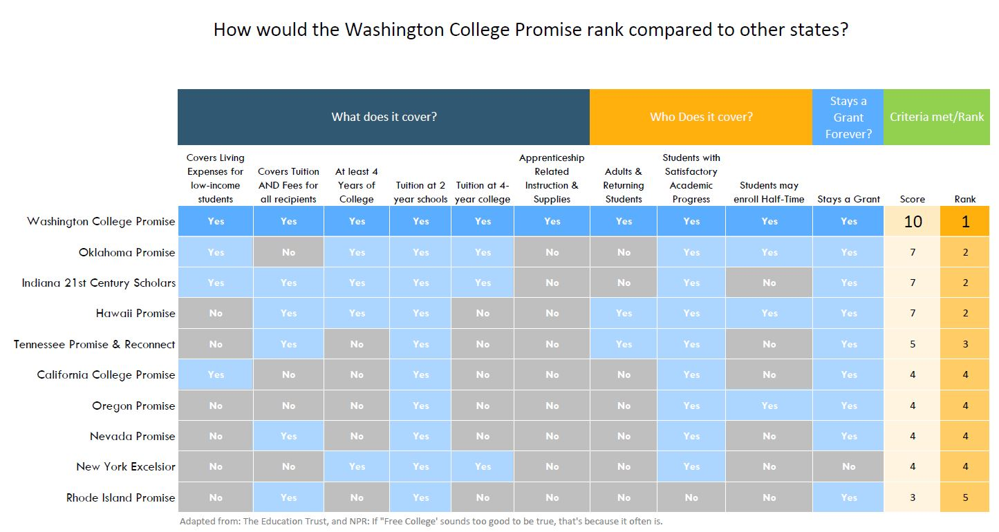 How would the Washington College Promise rank compared to other states?
What does it cover?
Who Does it cover?
Stays a
Grant
Forever?
Criteria met/Rank
Covers Living
Expenses for
low-income
students
Covers Tuition
AND Fees for
all recipients
At least 4
Years of
College
Tuition at 2
year schools
Tuition at 4-
year college
Apprenticeship
Related
Instruction &
Supplies
Adults &
Returning
Students
Students with
Satisfactory
Academic
Progress
Students may
enroll Half-Time
Stays a Grant
Score
Rank
Washington College Promise Yes Yes Yes Yes Yes Yes Yes Yes Yes Yes 10 1
Oklahoma Promise Yes No Yes Yes Yes No No Yes Yes Yes 7 2
Indiana 21st Century Scholars Yes Yes Yes Yes Yes No No Yes No Yes 7 2
Hawaii Promise No Yes Yes Yes No No Yes Yes Yes Yes 7 2
Tennessee Promise & Reconnect No Yes No Yes No No Yes Yes No Yes 5 3
California College Promise Yes No No Yes No No No Yes No Yes 4 4
Oregon Promise No No No Yes No No No Yes Yes Yes 4 4
Nevada Promise No Yes No Yes No No No Yes No Yes 4 4
New York Excelsior No No Yes Yes Yes No No Yes No No 4 4
Rhode Island Promise No Yes No Yes No No No No No Yes 3 5
Adapted from: The Education Trust, and NPR: If "Free College' sounds too good to be true, that's because it often is.